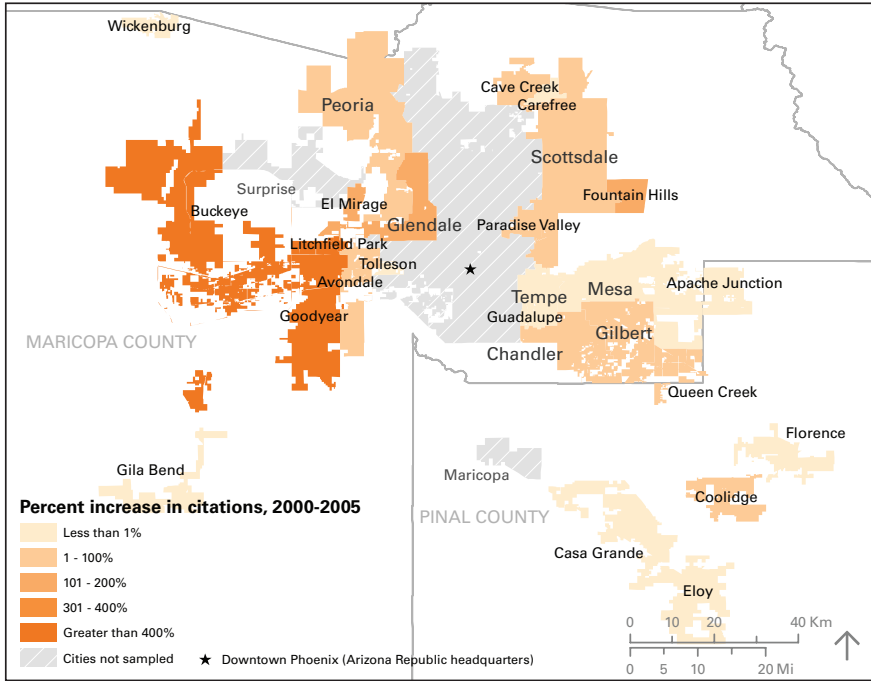 Wickenburg
Cave Creek
Carefree
Peoria
Scottsdale
Surprise
El Mirage
Fountain Hills
Buckeye
Glendale
Paradise Valley
Litchfield Park
Tolleson
Avondale
Tempe
Mesa
Apache Junction
Goodyear
Guadalupe
Gilbert
MARICOPA COUNTY
Chandler
Queen Creek
Florence
Gila Bend
Maricopa
Coolidge
PINAL COUNTY
Casa Grande
Eloy
Percent increase in citations, 2000-2005
Less than 1%
1 - 100%
101 - 200%
301 - 400%
Greater than 400%
Cities not sampled
Downtown Phoenix (Arizona Republic headquarters)
0 10 20 40 Km
0 5 10 20 Mi